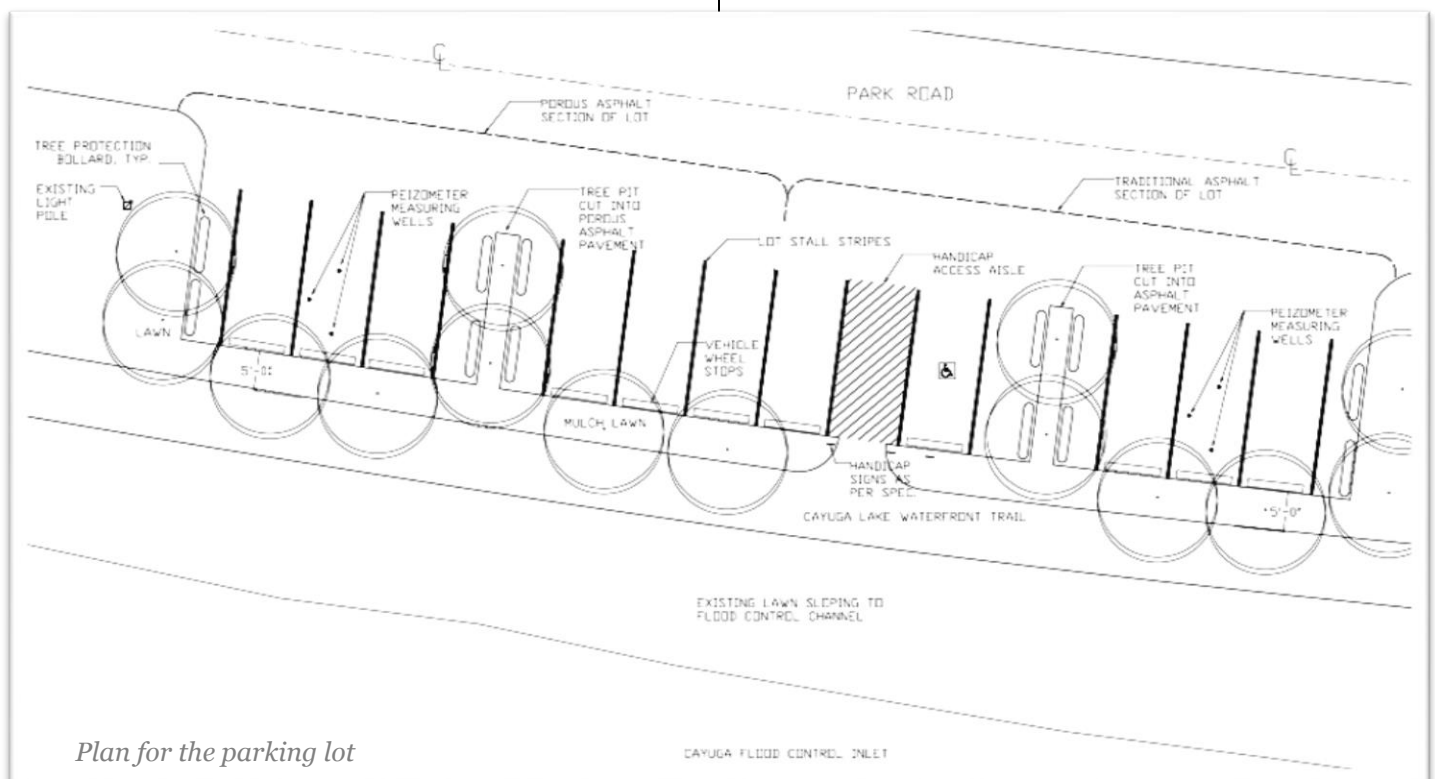 ℄
PARK ROAD
POROUS ASPHALT
SECTION OF LOT
TREE PROTECTION
BOLLARD, TYP.
EXISTING
LIGHT
POLE
PEIZOMETER
MEASURING
WELLS
TREE PIT
CUT INTO
POROUS
ASPHALT
PAVEMENT
℄
TRADITIONAL ASPHALT
SECTION OF LOT
LOT STALL STRIPES
HANDICAP
ACCESS AISLE
TREE PIT
CUT INTO
ASPHALT
PAVEMENT
PEIZOMETER
MEASURING
WELLS
LAWN
VEHICLE
WHEEL
STOPS
MULCH LAWN
HANDICAP
SIGNS AS
PER SPEC.
5'-0"
CAYUGA LAKE WATERFRONT TRAIL
EXISTING LAWN SLOPING TO
FLOOD CONTROL CHANNEL
Plan for the parking lot
CAYUGA FLOOD CONTROL INLET